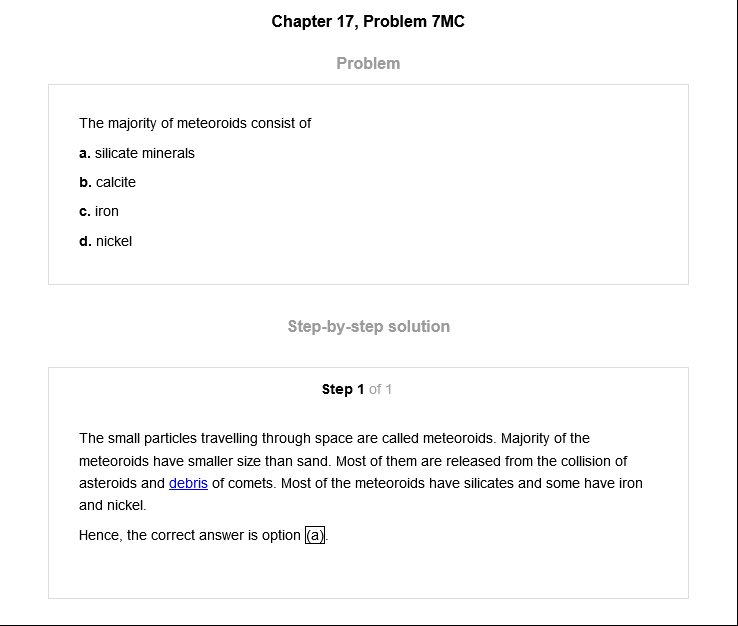 Chapter 17, Problem 7MC
Problem
The majority of meteoroids consist of
a. silicate minerals
b. calcite
c. iron
d. nickel
Step-by-step solution
Step 1 of 1
The small particles travelling through space are called meteoroids. Majority of the
meteoroids have smaller size than sand. Most of them are released from the collision of
asteroids and debris of comets. Most of the meteoroids have silicates and some have iron
and nickel.
Hence, the correct answer is option (a).